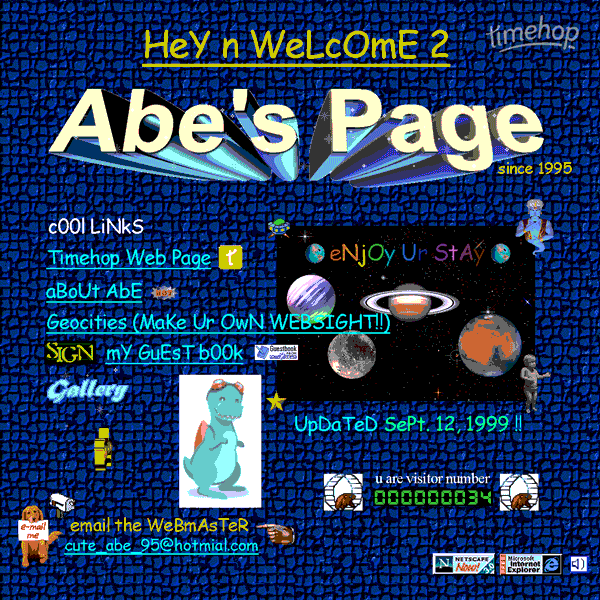 HeY n WeLcOmE 2
timehop
Abe's Page
since 1995
c00l LiNkS
Timehop Web Page
t
aBoUt AbE
eNjOy Ur StAy
Geocities (MaKe Ur OwN WEBSIGHT!!)
SIGN mY GuEsT b00k Guestbook
Gallery
UpDaTeD SePt. 12, 1999 !!
u are visitor number
000000034
e-mail
me
email the WeBmAsTeR
cute_abe_95@hotmial.com
NETSCAPE
Now!
Microsoft
Internet
Explorer